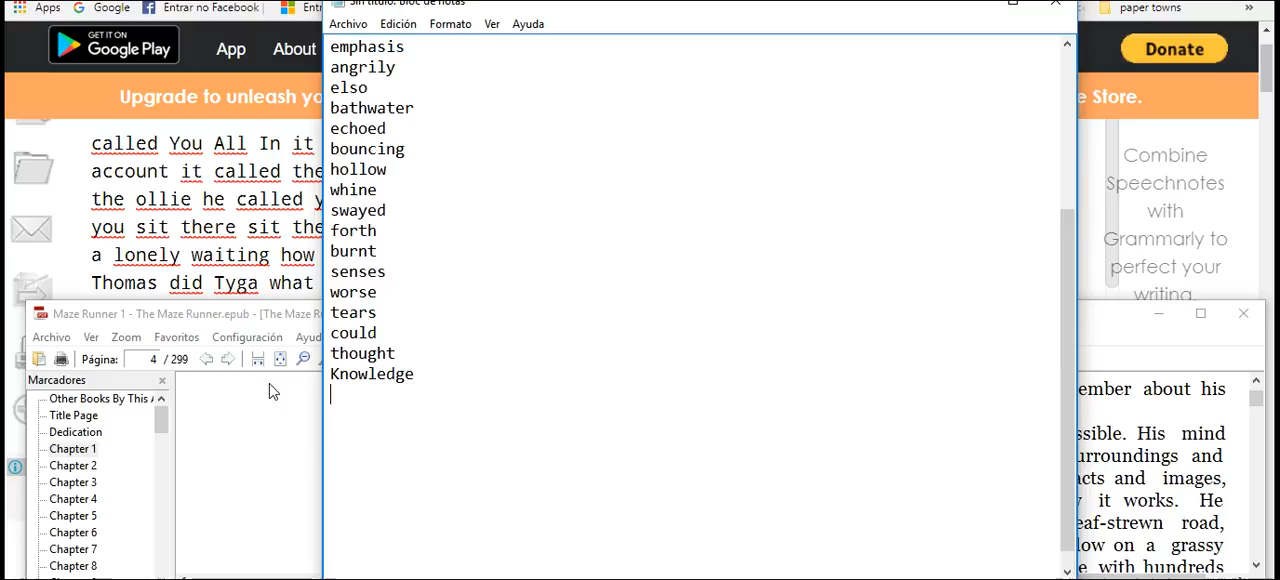 Apps
Google
Entrar no Facebook
paper towns
»
GET IT ON
Google Play
App
About
Donate
Upgrade to unleash
e Store.
called You All In it
account it called the
the ollie he called
you sit there sit the
a lonely waiting how
Thomas did Tyga what
Sin título: Bloc de notas
Archivo Edición Formato Ver Ayuda
emphasis
angrily
elso
bathwater
echoed
bouncing
hollow
whine
swayed
forth
burnt
senses
worse
tears
could
thought
Knowledge
Combine
Speechnotes
with
Grammarly to
perfect your
writing.
Maze Runner 1 - The Maze Runner.epub - [The Maze
Archivo Ver Zoom Favoritos Configuración Ayud
Página: 4 / 299
Marcadores
Other Books By This
Title Page
Dedication
Chapter 1
Chapter 2
Chapter 3
Chapter 4
Chapter 5
Chapter 6
Chapter 7
Chapter 8
ember about his
ssible. His mind
urroundings and
acts and images,
it works. He
eaf-strewn road,
low on a grassy
e with hundreds